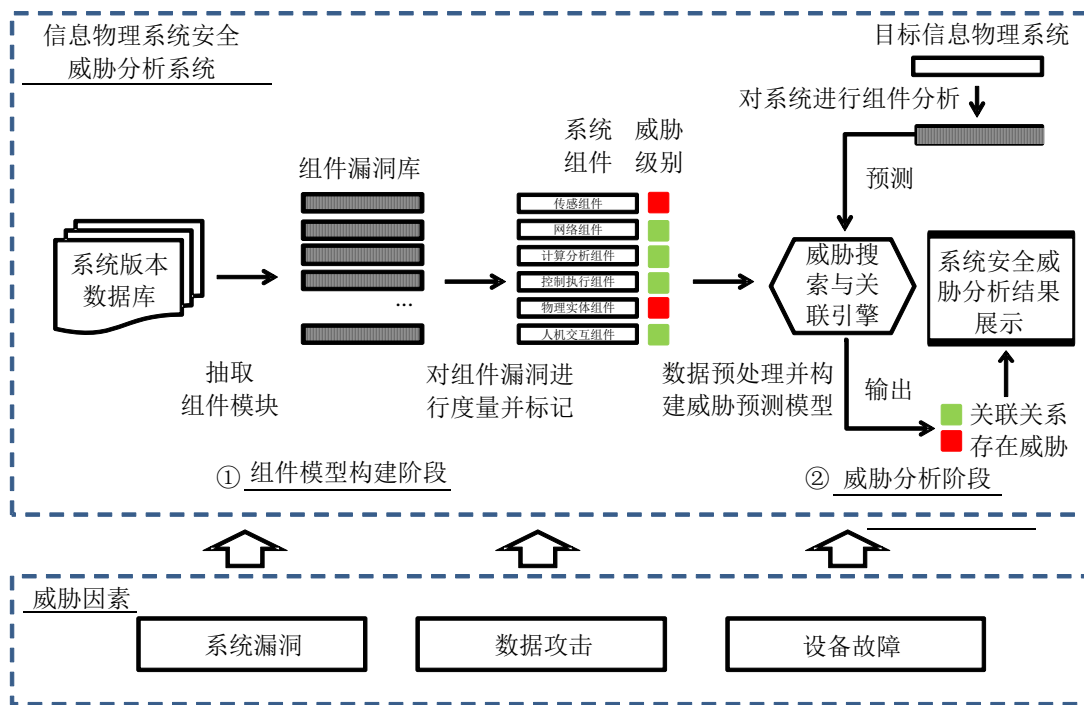 信息物理系统安全
威胁分析系统
目标信息物理系统
对系统进行组件分析
预测
系统
组件
威胁
级别
组件漏洞库
系统版本
数据库
...
传感组件
网络组件
计算分析组件
控制执行组件
物理实体组件
人机交互组件
威胁搜
索与关
联引擎
系统安全威
胁分析结果
展示
抽取
组件模块
对组件漏洞进
行度量并标记
数据预处理并构
建威胁预测模型
输出
关联关系
存在威胁
① 组件模型构建阶段
② 威胁分析阶段
威胁因素
系统漏洞
数据攻击
设备故障